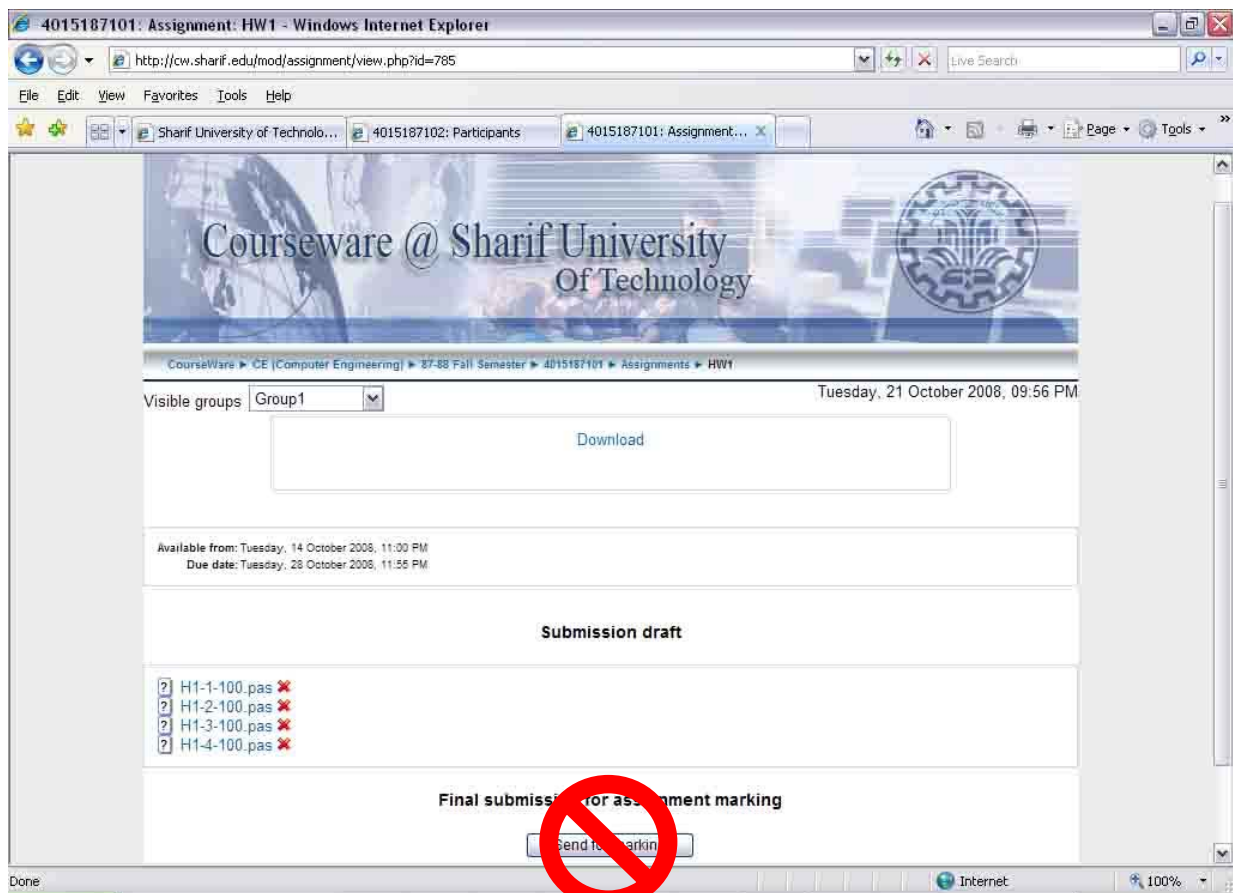 4015187101: Assignment: HW1 - Windows Internet Explorer
http://cw.sharif.edu/mod/assignment/view.php?id=785
Live Search
File Edit View Favorites Tools Help
Sharif University of Technolo... 4015187102: Participants 4015187101: Assignment... Page Tools
Courseware @ Sharif University
Of Technology
CourseWare ► CE (Computer Engineering) ► 87-88 Fall Semester ► 4015187101 ► Assignments ► HW1
Visible groups Group1 Tuesday, 21 October 2008, 09:56 PM
Download
Available from: Tuesday, 14 October 2008, 11:00 PM
Due date: Tuesday, 28 October 2008, 11:55 PM
Submission draft
H1-1-100.pas
H1-2-100.pas
H1-3-100.pas
H1-4-100.pas
Final submission for assignment marking
Send for marking
Done Internet 100%